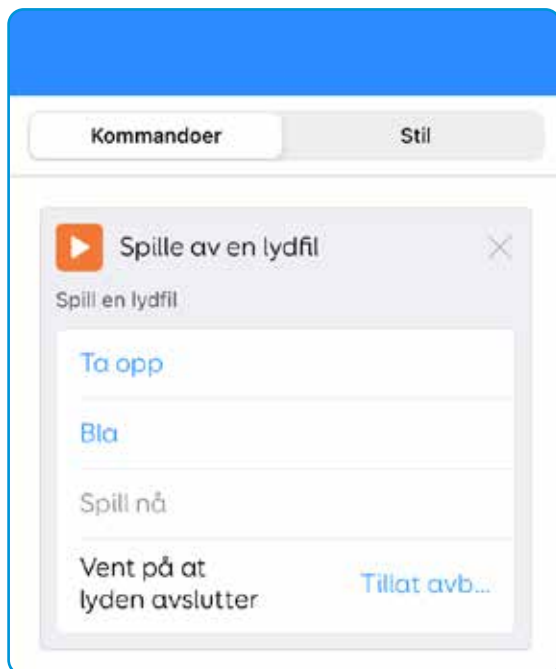 Kommandoer Stil
Spille av en lydfil
Spill en lydfil
Ta opp
Bla
Spill nå
Vent på at
lyden avslutter
Tillat avb...